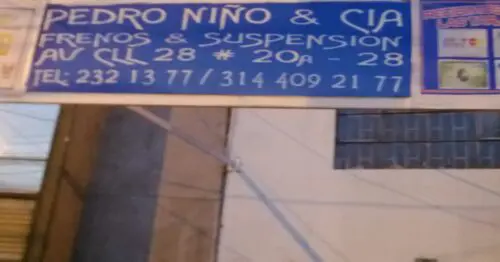 PEDRO NIÑO & CIA
FRENOS & SUSPENSION
AV CLL 28 * 20A - 28
TEL: 232 13 77 / 314 409 21 77